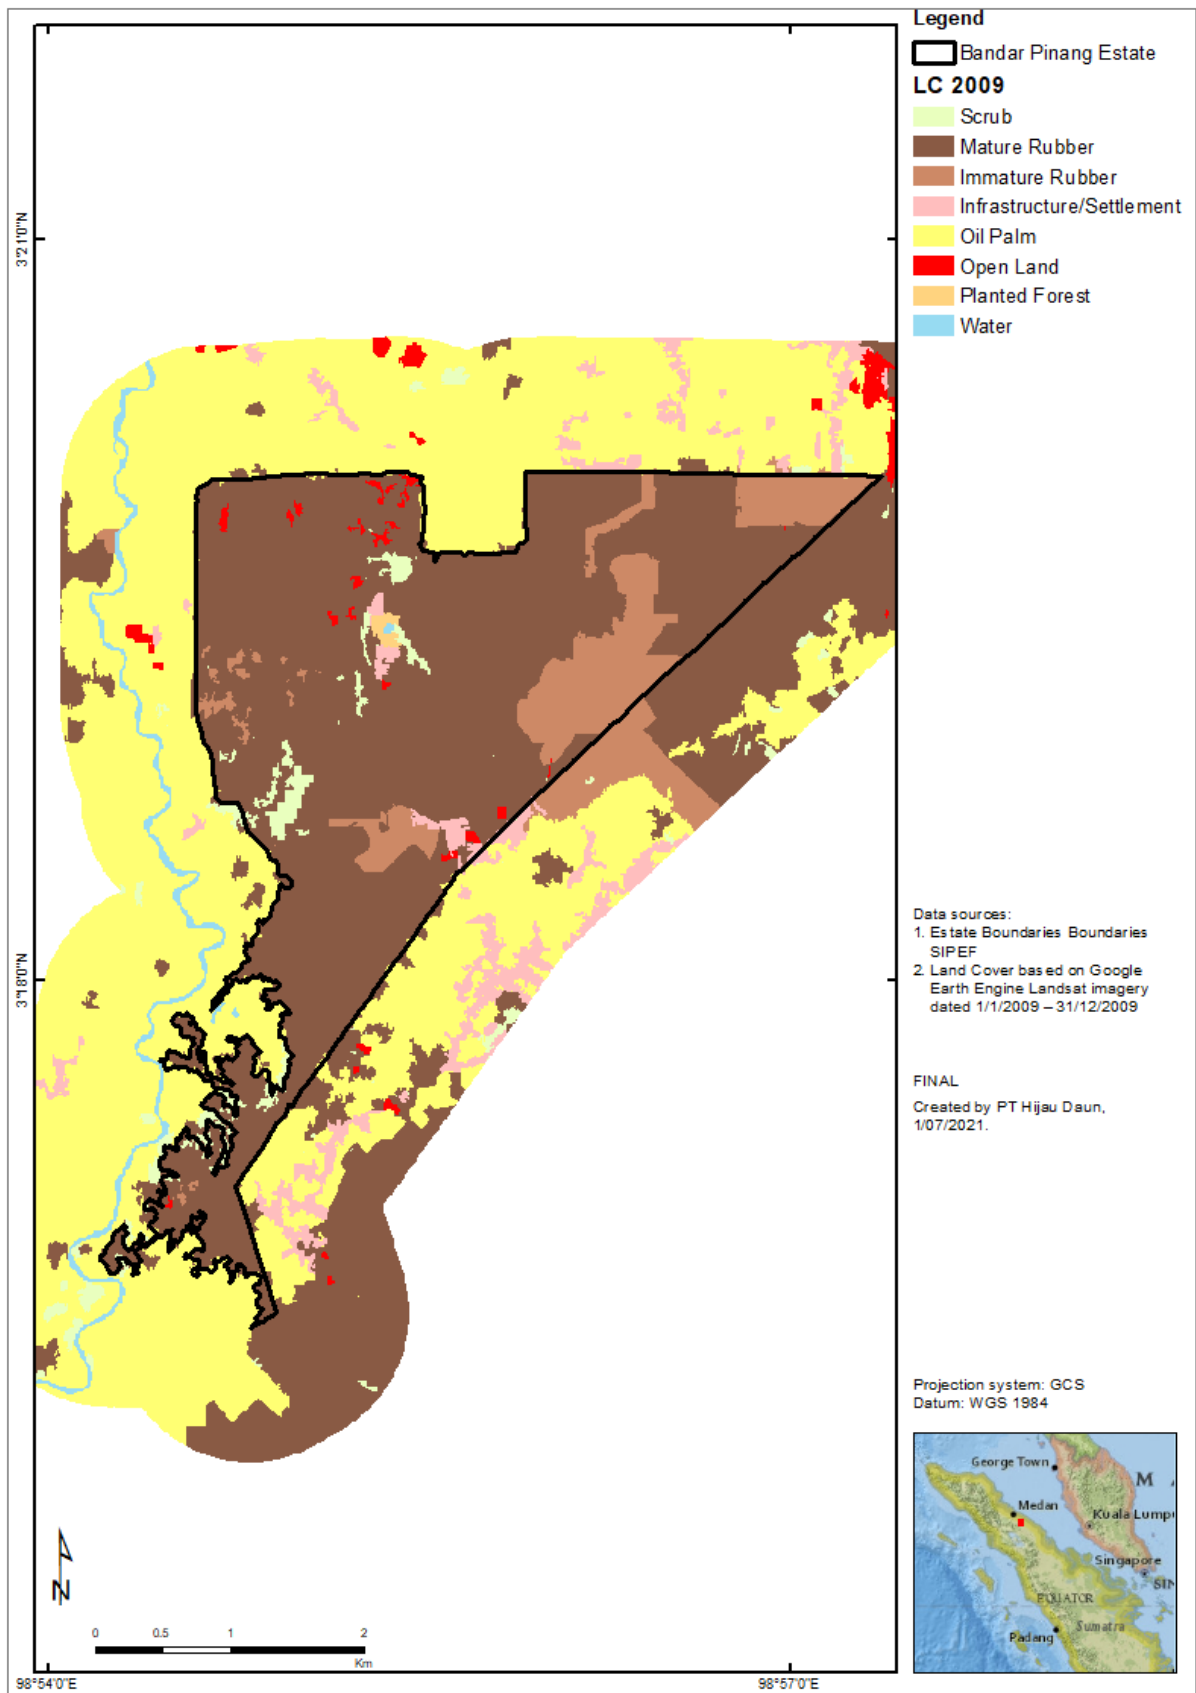 Legend
Bandar Pinang Estate
LC 2009
Scrub
Mature Rubber
Immature Rubber
Infrastructure/Settlement
Oil Palm
Open Land
Planted Forest
Water
3°21'0"N
3°18'0"N
Data sources:
1. Estate Boundaries Boundaries
SIPEF
2. Land Cover based on Google
Earth Engine Landsat imagery
dated 1/1/2009 – 31/12/2009
FINAL
Created by PT Hijau Daun,
1/07/2021.
Projection system: GCS
Datum: WGS 1984
George Town
M
Medan
Kuala Lump
Singapore
SIN
EQUATOR
Sumatra
Padang
N
0 0.5 1 2
Km
98°54'0"E
98°57'0"E